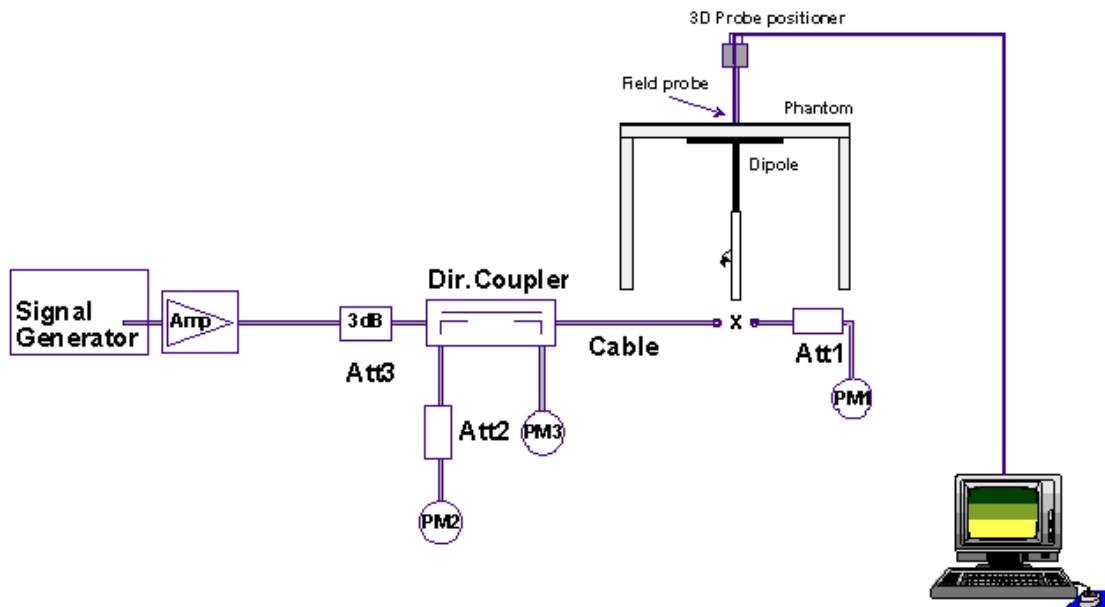 3D Probe positioner
Field probe
Phantom
Dipole
Dir.Coupler
Signal
Generator
Amp
3dB
Att3
Cable
X
Att1
PM1
Att2
PM3
PM2